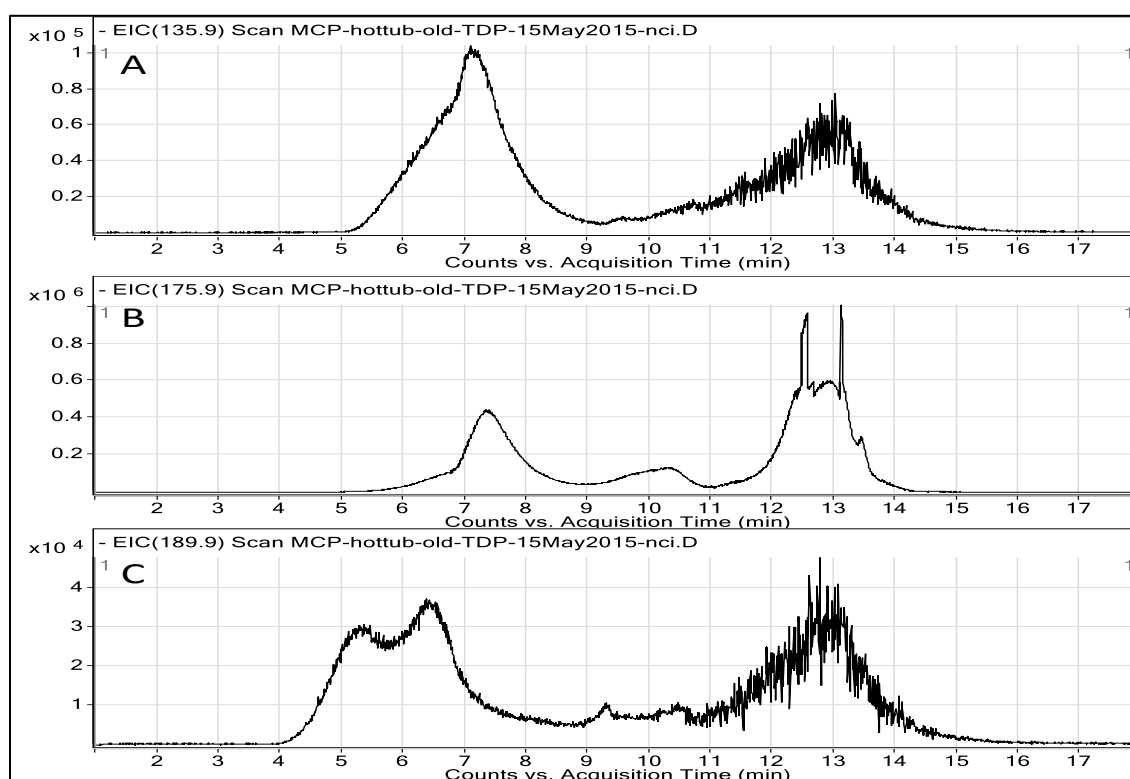 - EIC(135.9) Scan MCP-hottub-old-TDP-15May2015-nci.D
x10 5
1
1
A
1
0.8
0.6
0.4
0.2
2 3 4 5 6 7 8 9 10 11 12 13 14 15 16 17
Counts vs. Acquisition Time (min)
- EIC(175.9) Scan MCP-hottub-old-TDP-15May2015-nci.D
x10 6
1
1
B
0.8
0.6
0.4
0.2
2 3 4 5 6 7 8 9 10 11 12 13 14 15 16 17
Counts vs. Acquisition Time (min)
- EIC(189.9) Scan MCP-hottub-old-TDP-15May2015-nci.D
x10 4
1
1
C
4
3
2
1
2 3 4 5 6 7 8 9 10 11 12 13 14 15 16 17
Counts vs. Acquisition Time (min)